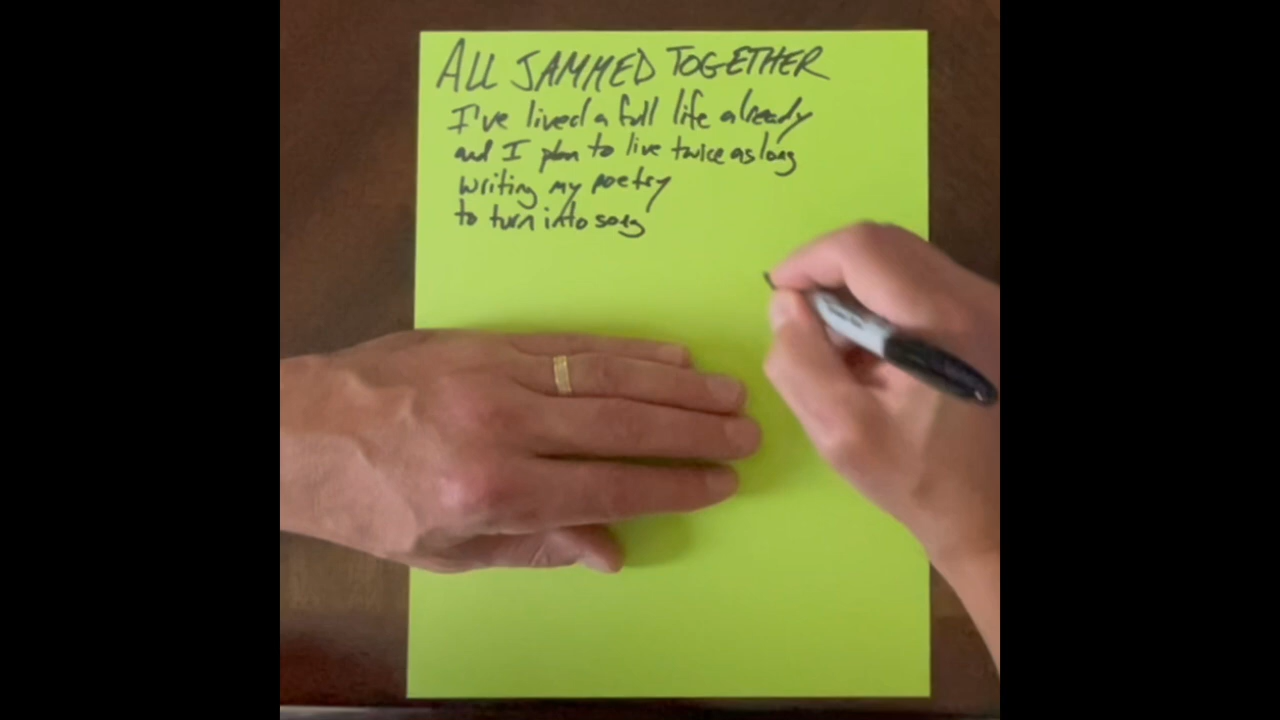 ALL JAMMED TOGETHER
I've lived a full life already
and I plan to live twice as long
writing my poetry
to turn into song